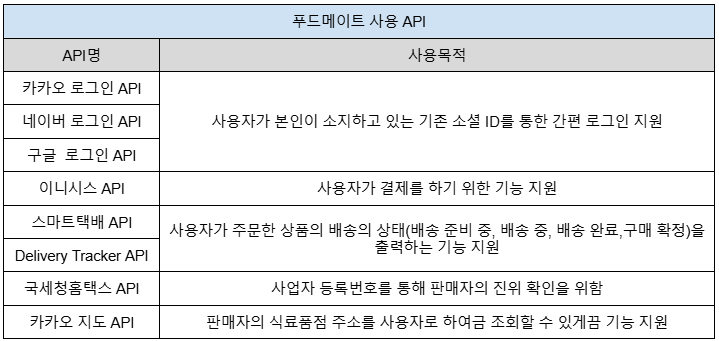 푸드메이트 사용 API
API명
사용목적
카카오 로그인 API
네이버 로그인 API
구글  로그인 API
사용자가 본인이 소지하고 있는 기존 소셜 ID를 통한 간편 로그인 지원
이니시스 API
사용자가 결제를 하기 위한 기능 지원
스마트택배 API
Delivery Tracker API
사용자가 주문한 상품의 배송의 상태(배송 준비 중, 배송 중, 배송 완료,구매 확정)을
출력하는 기능 지원
국세청홈택스 API
사업자 등록번호를 통해 판매자의 진위 확인을 위함
카카오 지도 API
판매자의 식료품점 주소를 사용자로 하여금 조회할 수 있게끔 기능 지원